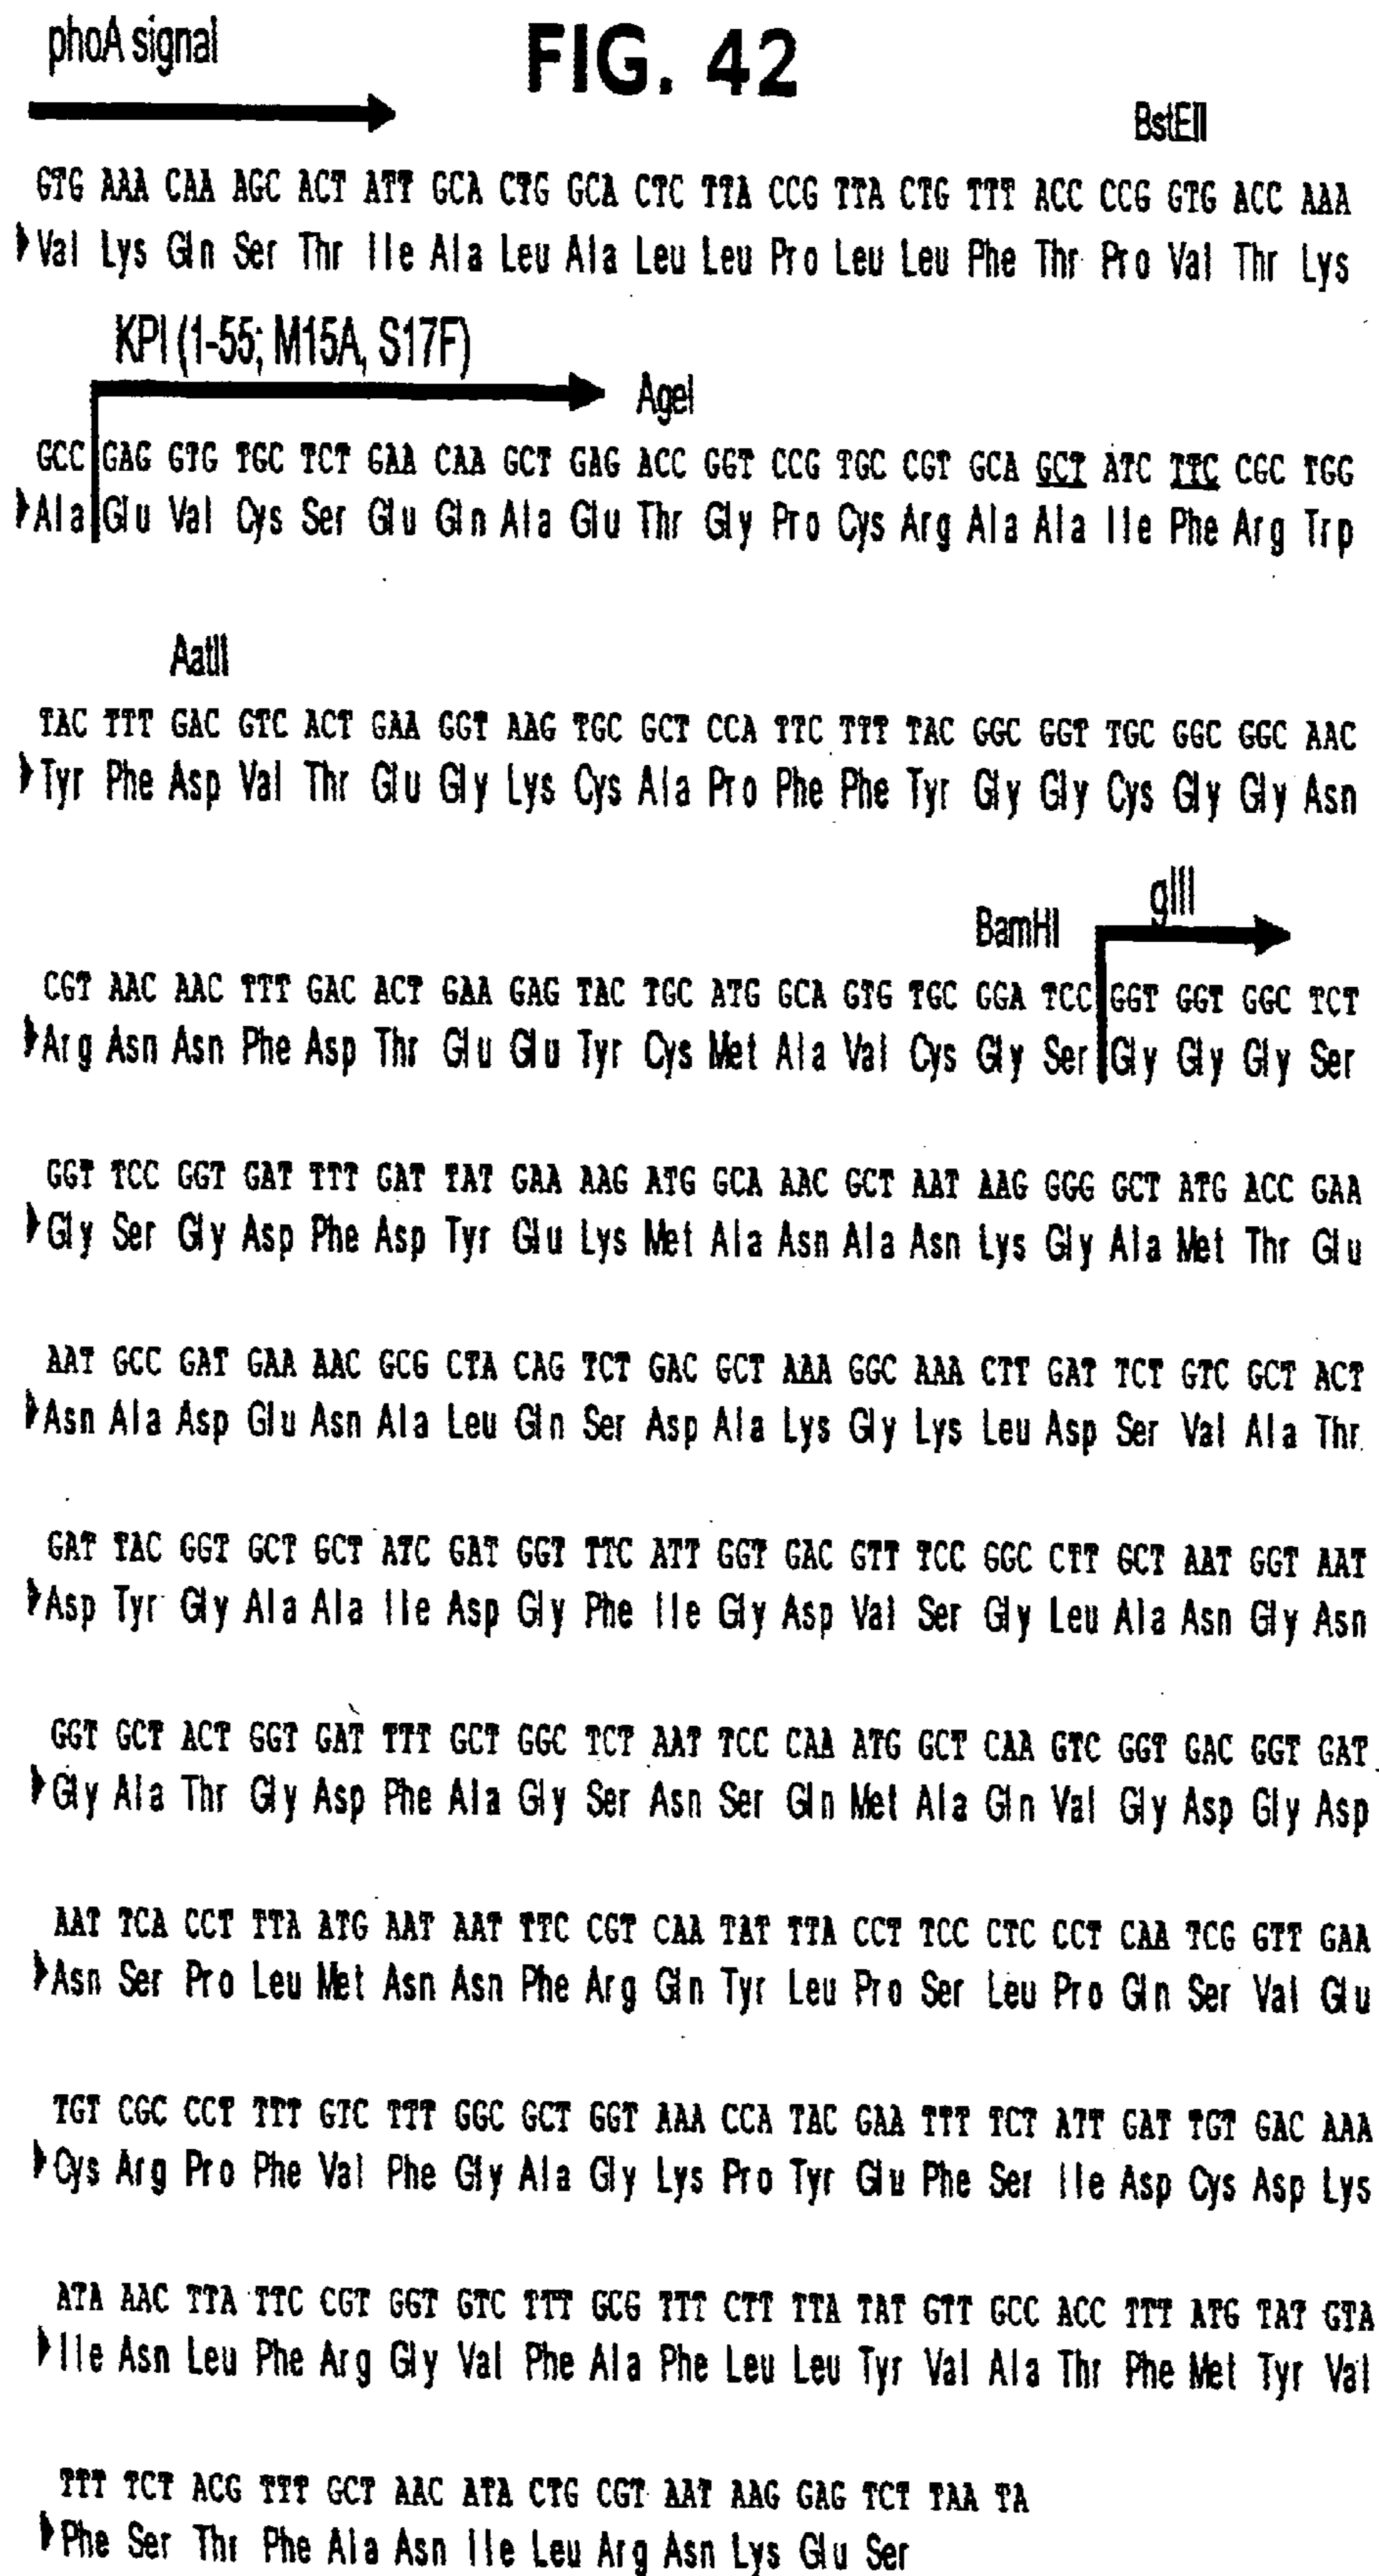 phoA signal
FIG. 42
BstEII
GTG AAA CAA AGC ACT ATT GCA CTG GCA CTC TTA CCG TTA CTG TTT ACC CCG GTG ACC AAA
Val Lys Gln Ser Thr Ile Ala Leu Ala Leu Leu Pro Leu Leu Phe Thr Pro Val Thr Lys
KPI (1-55; M15A, S17F)
AgeI
GCC GAG GTG TGC TCT GAA CAA GCT GAG ACC GGT CCG TGC CGT GCA GCT ATC TTC CGC TGG
Ala Glu Val Cys Ser Glu Gln Ala Glu Thr Gly Pro Cys Arg Ala Ala Ile Phe Arg Trp
AatII
TAC TTT GAC GTC ACT GAA GGT AAG TGC GCT CCA TTC TTT TAC GGC GGT TGC GGC GGC AAC
Tyr Phe Asp Val Thr Glu Gly Lys Cys Ala Pro Phe Phe Tyr Gly Gly Cys Gly Gly Asn
BamHI
gIII
CGT AAC AAC TTT GAC ACT GAA GAG TAC TGC ATG GCA GTG TGC GGA TCC GGT GGT GGC TCT
Arg Asn Asn Phe Asp Thr Glu Glu Tyr Cys Met Ala Val Cys Gly Ser Gly Gly Gly Ser
GGT TCC GGT GAT TTT GAT TAT GAA AAG ATG GCA AAC GCT AAT AAG GGG GCT ATG ACC GAA
Gly Ser Gly Asp Phe Asp Tyr Glu Lys Met Ala Asn Ala Asn Lys Gly Ala Met Thr Glu
AAT GCC GAT GAA AAC GCG CTA CAG TCT GAC GCT AAA GGC AAA CTT GAT TCT GTC GCT ACT
Asn Ala Asp Glu Asn Ala Leu Gln Ser Asp Ala Lys Gly Lys Leu Asp Ser Val Ala Thr
GAT TAC GGT GCT GCT ATC GAT GGT TTC ATT GGT GAC GTT TCC GGC CTT GCT AAT GGT AAT
Asp Tyr Gly Ala Ala Ile Asp Gly Phe Ile Gly Asp Val Ser Gly Leu Ala Asn Gly Asn
GGT GCT ACT GGT GAT TTT GCT GGC TCT AAT TCC CAA ATG GCT CAA GTC GGT GAC GGT GAT
Gly Ala Thr Gly Asp Phe Ala Gly Ser Asn Ser Gln Met Ala Gln Val Gly Asp Gly Asp
AAT TCA CCT TTA ATG AAT AAT TTC CGT CAA TAT TTA CCT TCC CTC CCT CAA TCG GTT GAA
Asn Ser Pro Leu Met Asn Asn Phe Arg Gln Tyr Leu Pro Ser Leu Pro Gln Ser Val Glu
TGT CGC CCT TTT GTC TTT GGC GCT GGT AAA CCA TAC GAA TTT TCT ATT GAT TGT GAC AAA
Cys Arg Pro Phe Val Phe Gly Ala Gly Lys Pro Tyr Glu Phe Ser Ile Asp Cys Asp Lys
ATA AAC TTA TTC CGT GGT GTC TTT GCG TTT CTT TTA TAT GTT GCC ACC TTT ATG TAT GTA
Ile Asn Leu Phe Arg Gly Val Phe Ala Phe Leu Leu Tyr Val Ala Thr Phe Met Tyr Val
TTT TCT ACG TTT GCT AAC ATA CTG CGT AAT AAG GAG TCT TAA TA
Phe Ser Thr Phe Ala Asn Ile Leu Arg Asn Lys Glu Ser